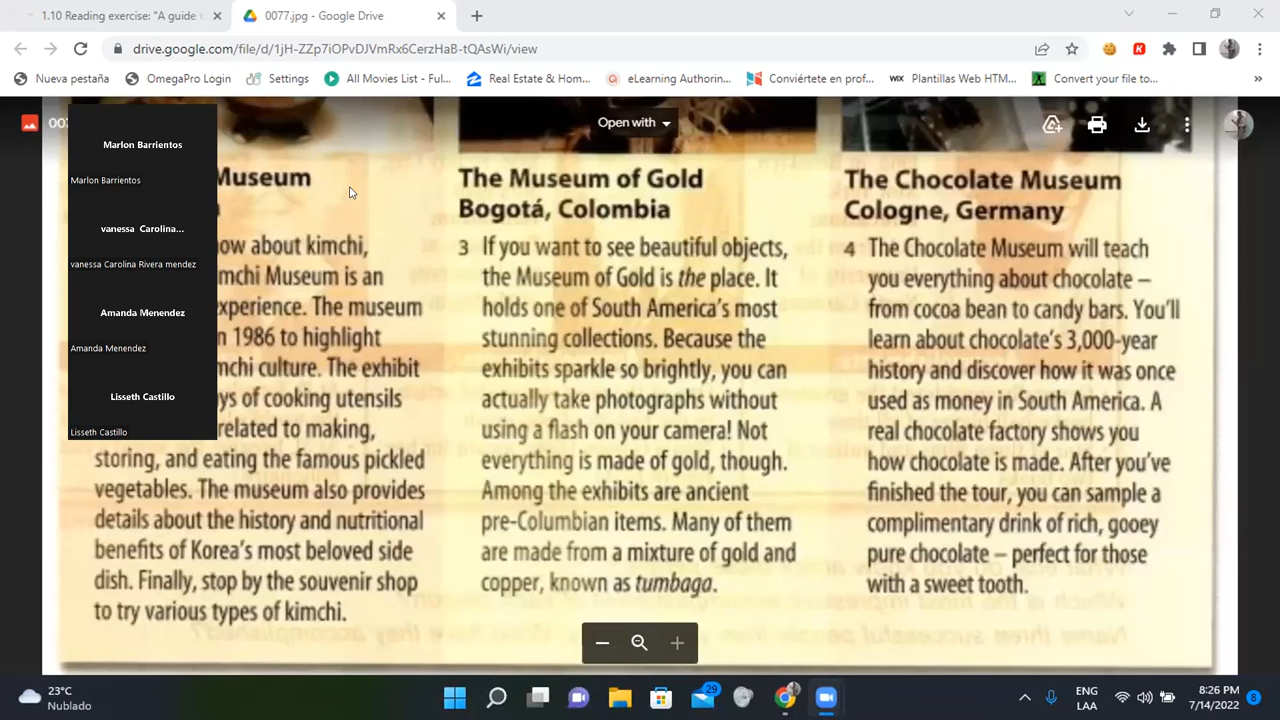 1.10 Reading exercise: "A guide t
0077.jpg - Google Drive
drive.google.com/file/d/1jH-ZZp7iOPvDJVmRx6CerzHaB-tQAsWi/view
Nueva pestaña
OmegaPro Login
Settings
All Movies List - Ful...
Real Estate & Hom...
eLearning Authorin...
Conviértete en prof...
WIX Plantillas Web HTM...
Convert your file to...
»
007
Open with
Marlon Barrientos
Marlon Barrientos
vanessa Carolina...
vanessa Carolina Rivera mendez
Amanda Menendez
Amanda Menendez
Lisseth Castillo
Lisseth Castillo
Museum
about kimchi,
Museum is an
The museum
1986 to highlight
culture. The exhibit
of cooking utensils
related to making,
storing, and eating the famous pickled
vegetables. The museum also provides
details about the history and nutritional
benefits of Korea's most beloved side
dish. Finally, stop by the souvenir shop
to try various types of kimchi.
The Museum of Gold
Bogotá, Colombia
3 If you want to see beautiful objects,
the Museum of Gold is the place. It
holds one of South America's most
stunning collections. Because the
exhibits sparkle so brightly, you can
actually take photographs without
using a flash on your camera! Not
everything is made of gold, though.
Among the exhibits are ancient
pre-Columbian items. Many of them
are made from a mixture of gold and
copper, known as tumbaga.
The Chocolate Museum
Cologne, Germany
4 The Chocolate Museum will teach
you everything about chocolate –
from cocoa bean to candy bars. You'll
learn about chocolate's 3,000-year
history and discover how it was once
used as money in South America. A
real chocolate factory shows you
how chocolate is made. After you've
finished the tour, you can sample a
complimentary drink of rich, gooey
pure chocolate – perfect for those
with a sweet tooth.
23°C
Nublado
29
ENG
LAA
8:26 PM
7/14/2022
8